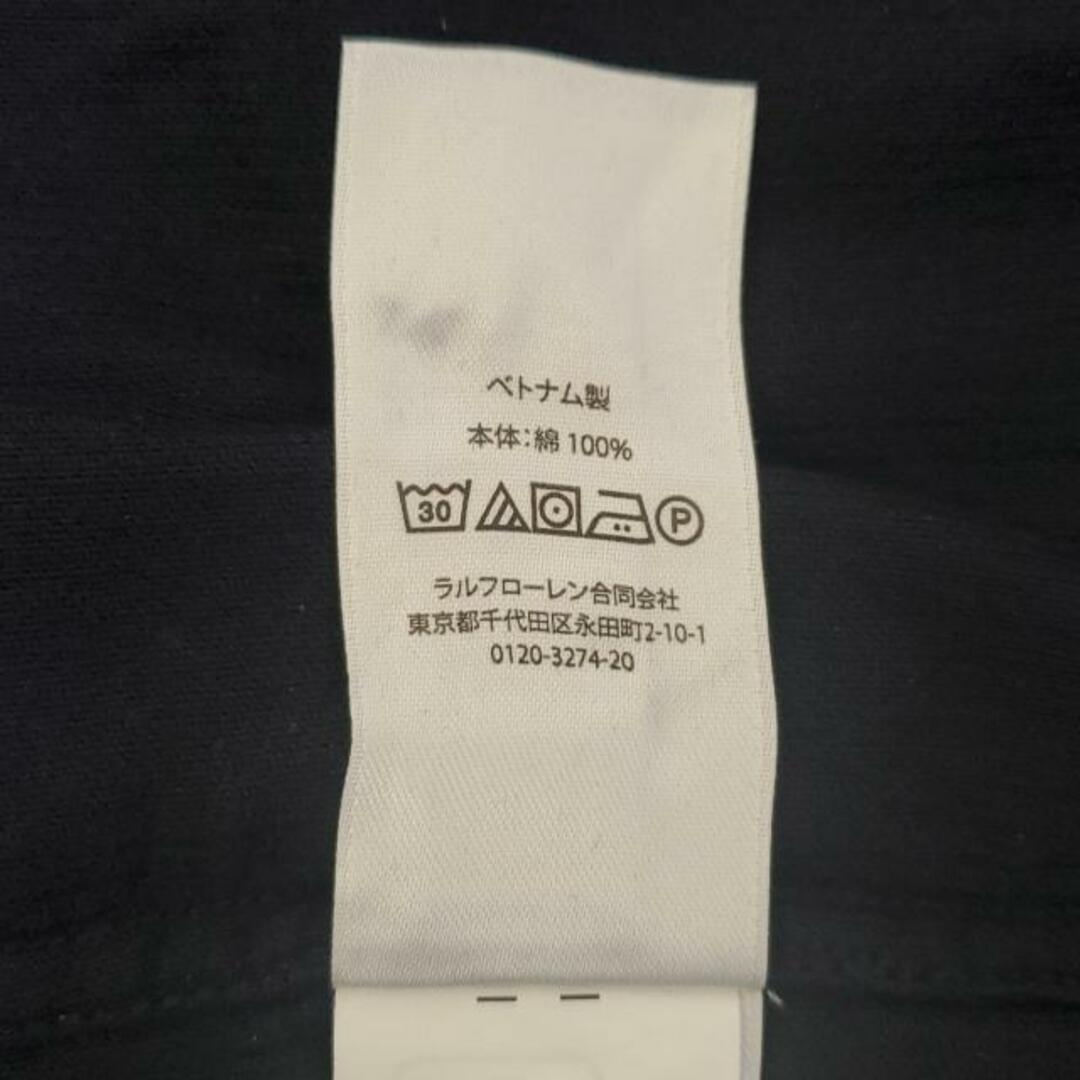 ベトナム製
本体：綿 100%
30 P
ラルフローレン合同会社
東京都千代田区永田町2-10-1
0120-3274-20